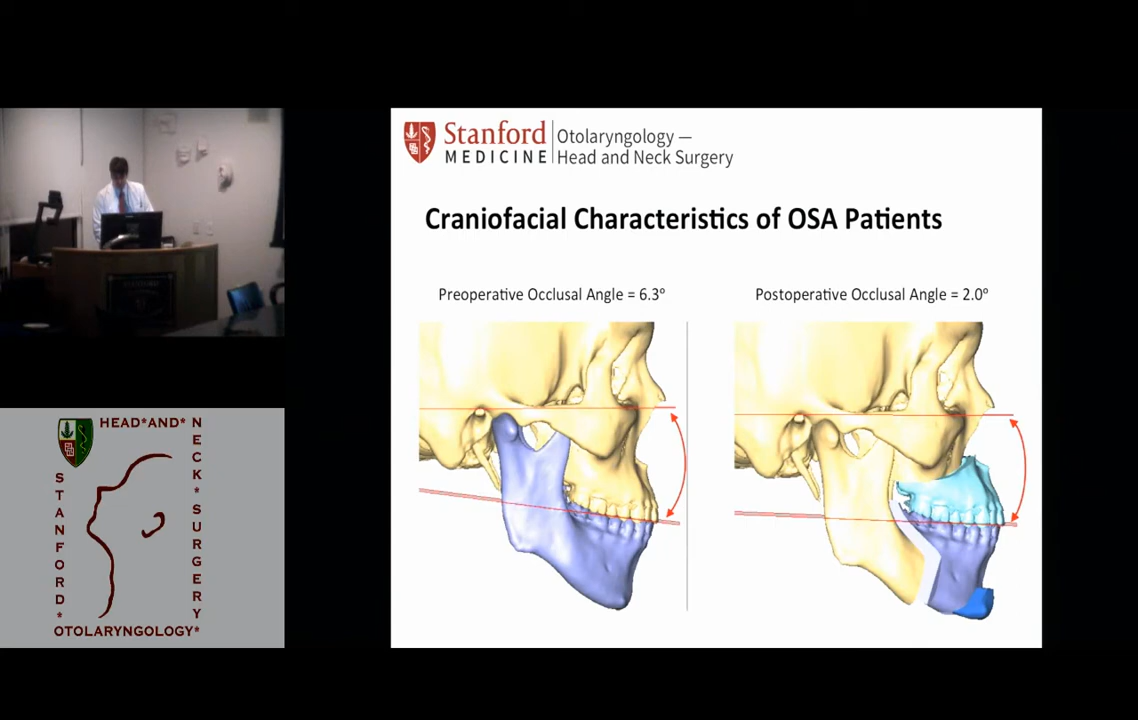 Stanford
MEDICINE
Otolaryngology —
Head and Neck Surgery
Craniofacial Characteristics of OSA Patients
Preoperative Occlusal Angle = 6.3º
Postoperative Occlusal Angle = 2.0º
HEAD*AND*
NECK*SURGERY*
STANFORD*
OTOLARYNGOLOGY*